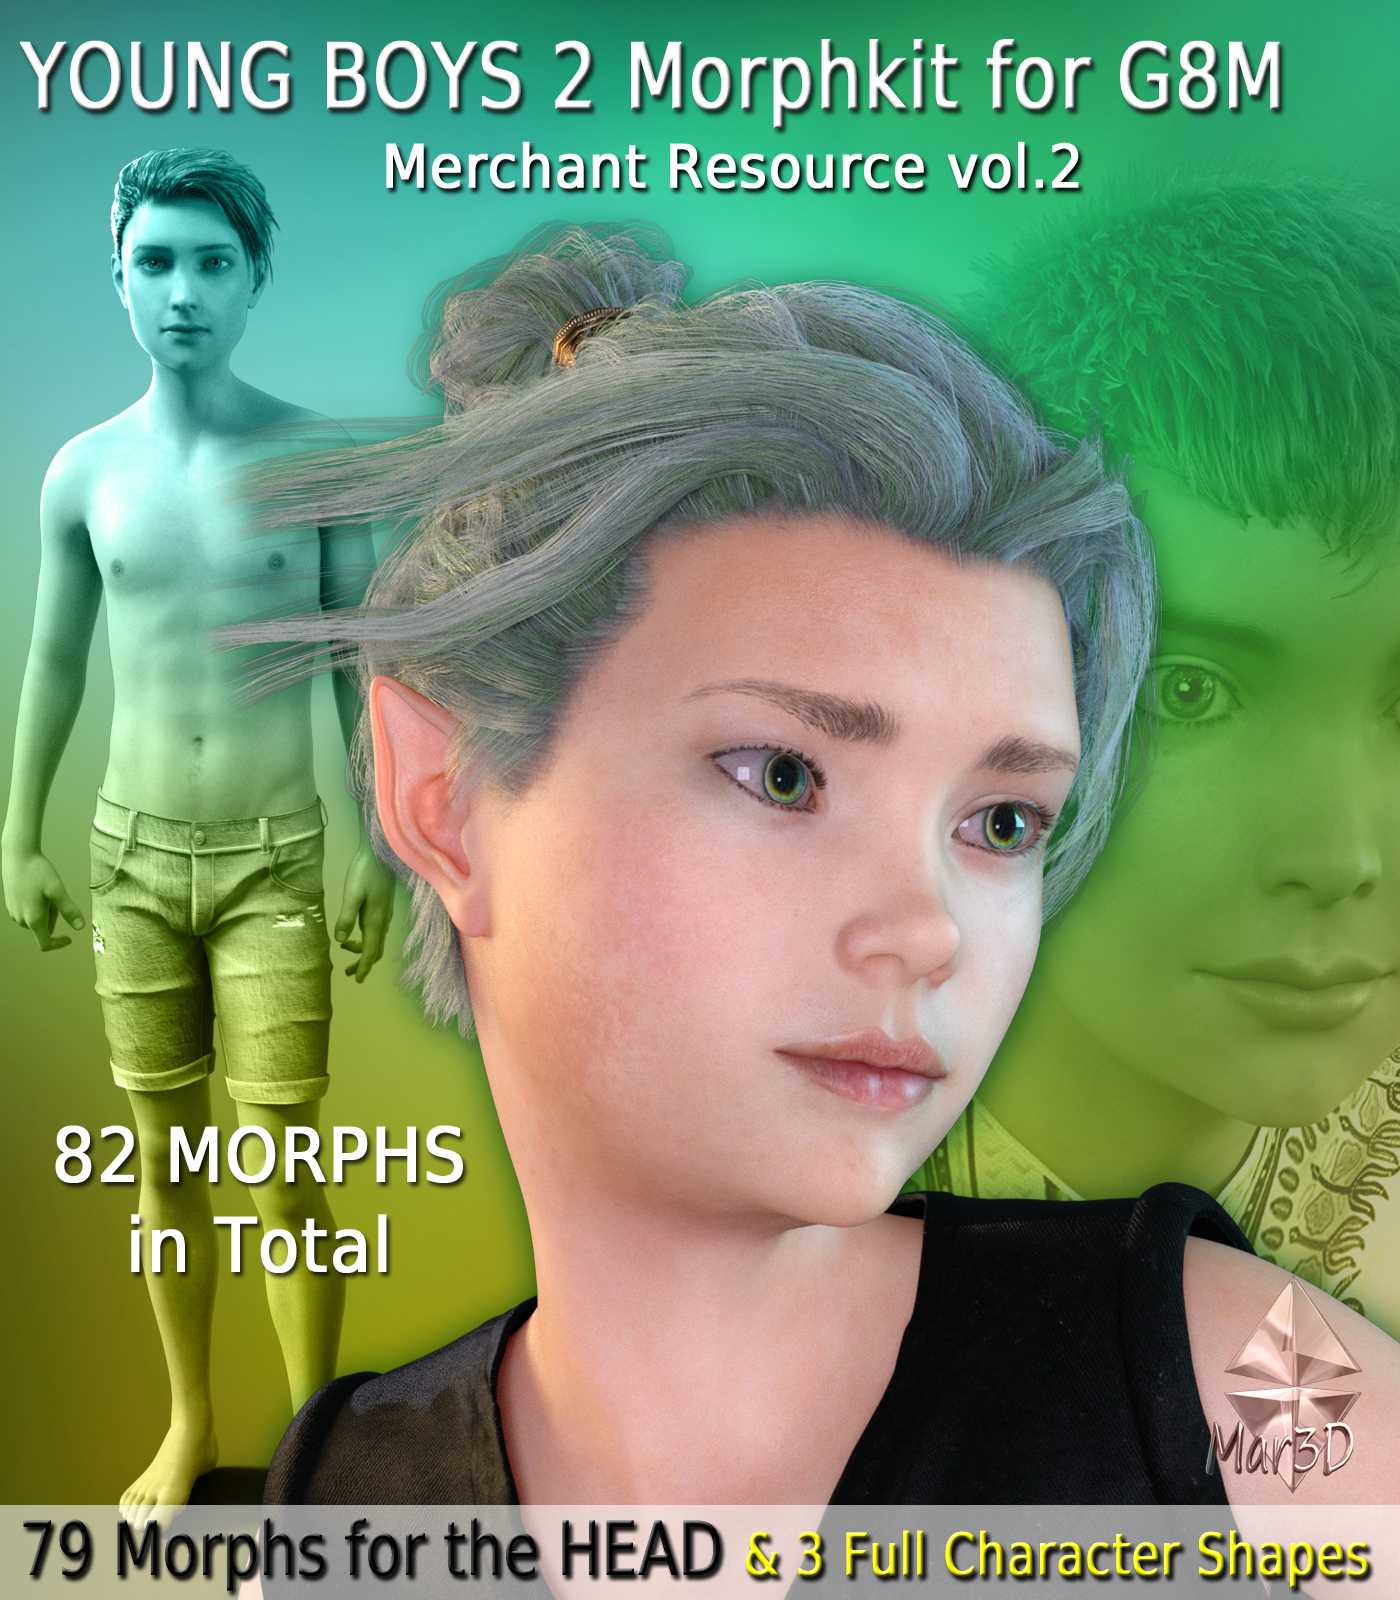 YOUNG BOYS 2 Morphkit for G8M
Merchant Resource vol.2
82 MORPHS
in Total
Mar3D
79 Morphs for the HEAD & 3 Full Character Shapes